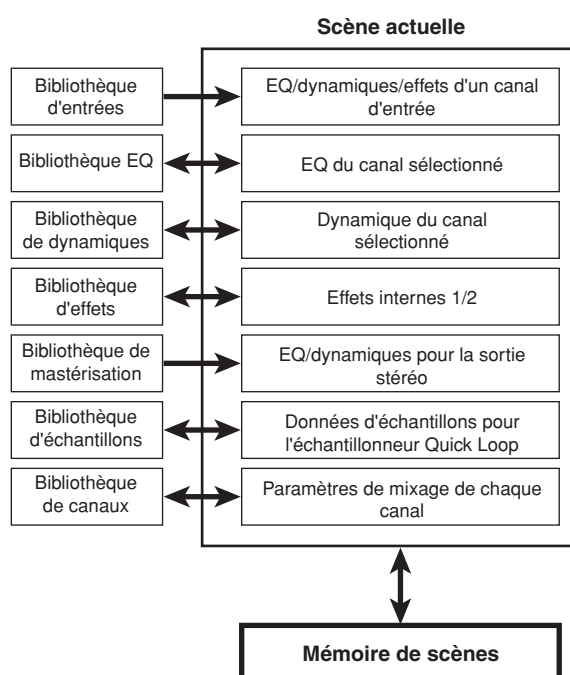 Scène actuelle
Bibliothèque
d'entrées
EQ/dynamiques/effets d'un canal
d'entrée
Bibliothèque EQ
EQ du canal sélectionné
Bibliothèque
de dynamiques
Dynamique du canal
sélectionné
Bibliothèque
d'effets
Effets internes 1/2
Bibliothèque de
mastérisation
EQ/dynamiques pour la sortie
stéréo
Bibliothèque
d'échantillons
Données d'échantillons pour
l'échantillonneur Quick Loop
Bibliothèque
de canaux
Paramètres de mixage de chaque
canal
Mémoire de scènes